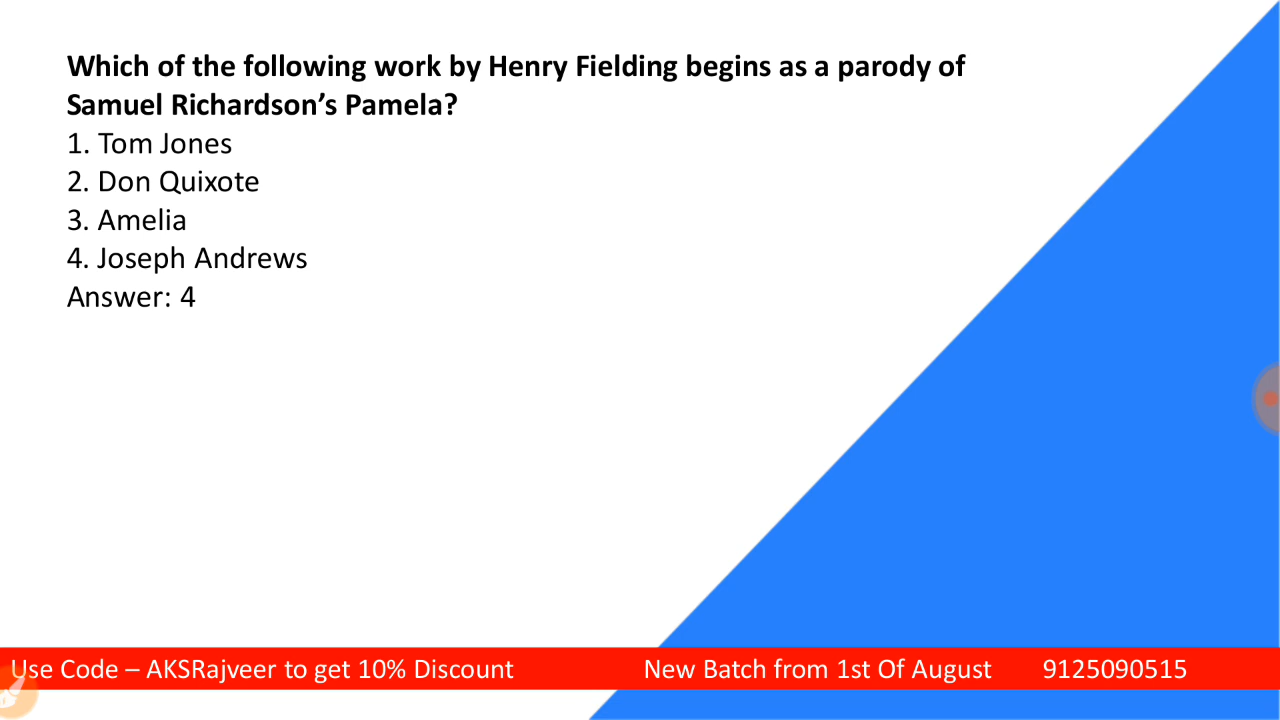 Which of the following work by Henry Fielding begins as a parody of
Samuel Richardson’s Pamela?
1. Tom Jones
2. Don Quixote
3. Amelia
4. Joseph Andrews
Answer: 4
Use Code – AKSRajveer to get 10% Discount New Batch from 1st Of August 9125090515